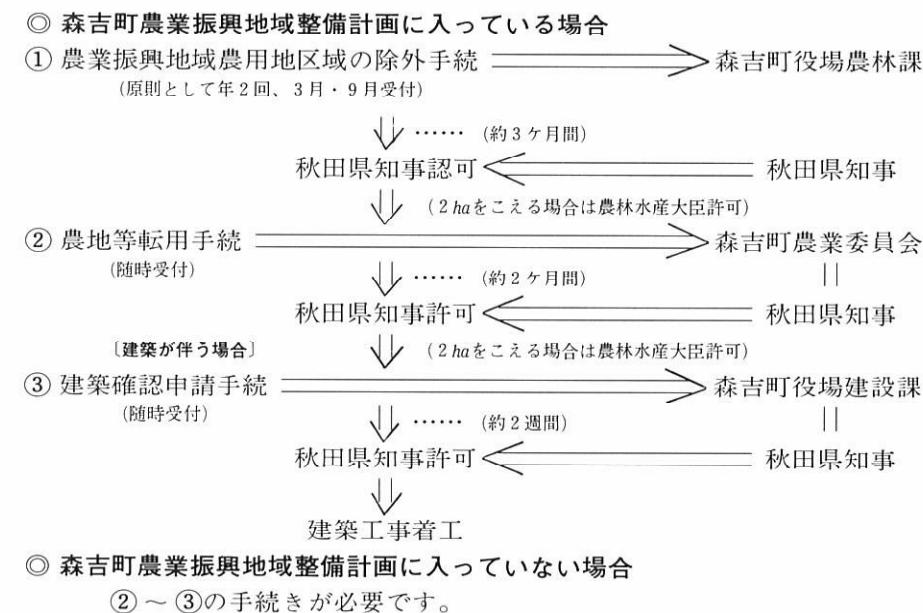 ◎ 森吉町農業振興地域整備計画に入っている場合
① 農業振興地域農用地区域の除外手続 森吉町役場農林課
(原則として年2回、3月・9月受付)
…… (約3ケ月間)
秋田県知事認可 秋田県知事
(2haをこえる場合は農林水産大臣許可)
② 農地等転用手続 森吉町農業委員会
(随時受付)
…… (約2ケ月間)
秋田県知事許可 秋田県知事
〔建築が伴う場合〕 (2haをこえる場合は農林水産大臣許可)
③ 建築確認申請手続 森吉町役場建設課
(随時受付)
…… (約2週間)
秋田県知事許可 秋田県知事
建築工事着工
◎ 森吉町農業振興地域整備計画に入っていない場合
②～③の手続きが必要です。